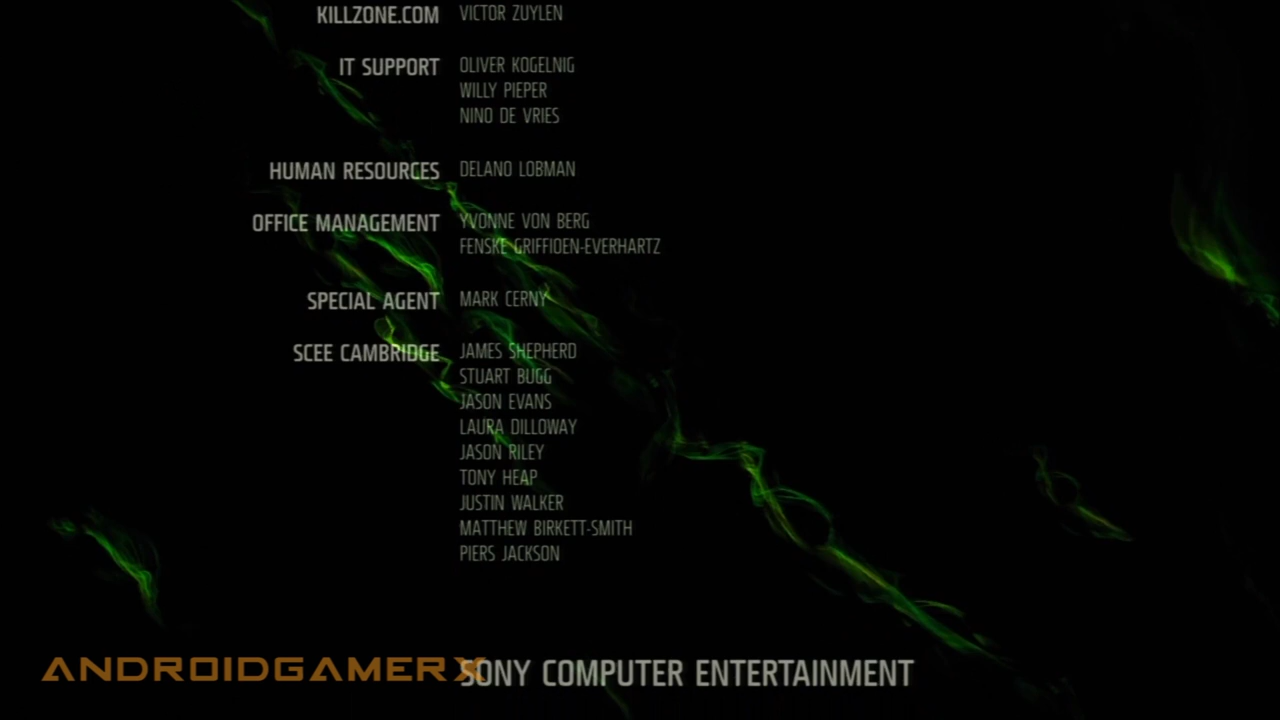 KILLZONE.COM VICTOR ZUYLEN
IT SUPPORT OLIVER KOGELNIG
WILLY PIEPER
NINO DE VRIES
HUMAN RESOURCES DELANO LOBMAN
OFFICE MANAGEMENT YVONNE VON BERG
FENSKE GRIFFIOEN-EVERHARTZ
SPECIAL AGENT MARK CERNY
SCEE CAMBRIDGE JAMES SHEPHERD
STUART BUGG
JASON EVANS
LAURA DILLOWAY
JASON RILEY
TONY HEAP
JUSTIN WALKER
MATTHEW BIRKETT-SMITH
PIERS JACKSON
ANDROIDGAMERX
SONY COMPUTER ENTERTAINMENT